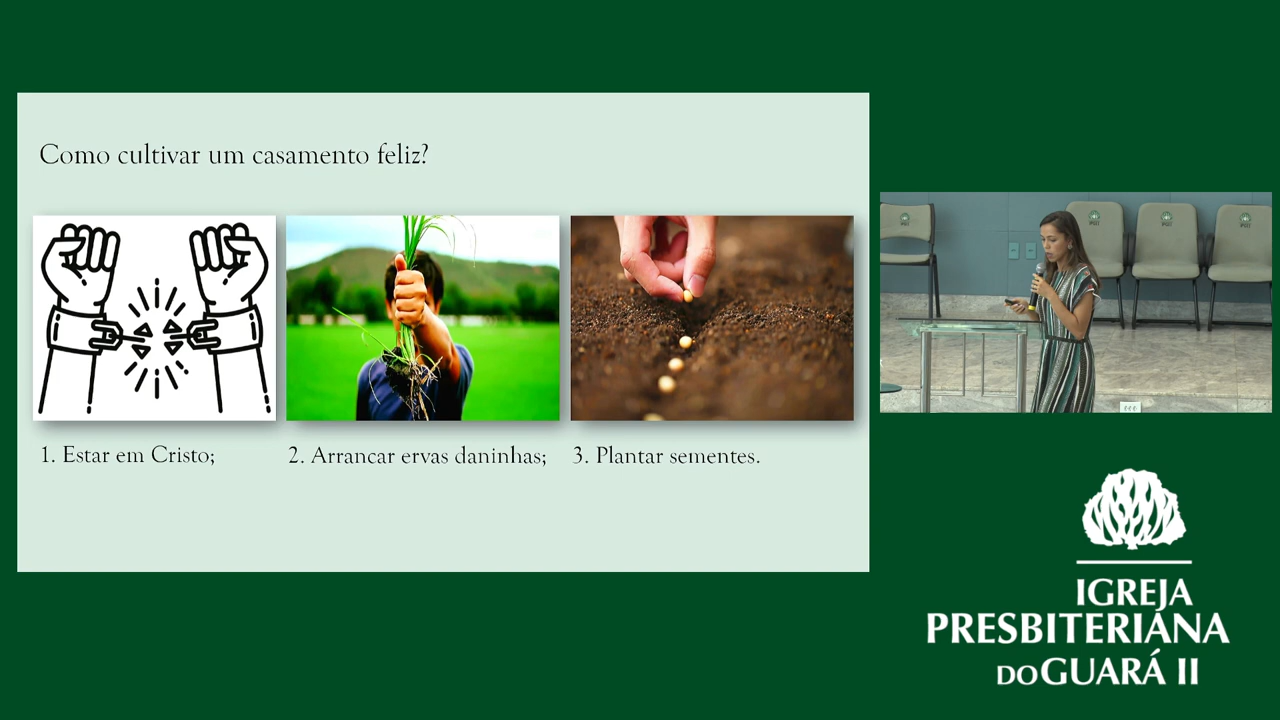 Como cultivar um casamento feliz?
1. Estar em Cristo;
2. Arrancar ervas daninhas;
3. Plantar sementes.
IGREJA
PRESBITERIANA
DO GUARÁ II